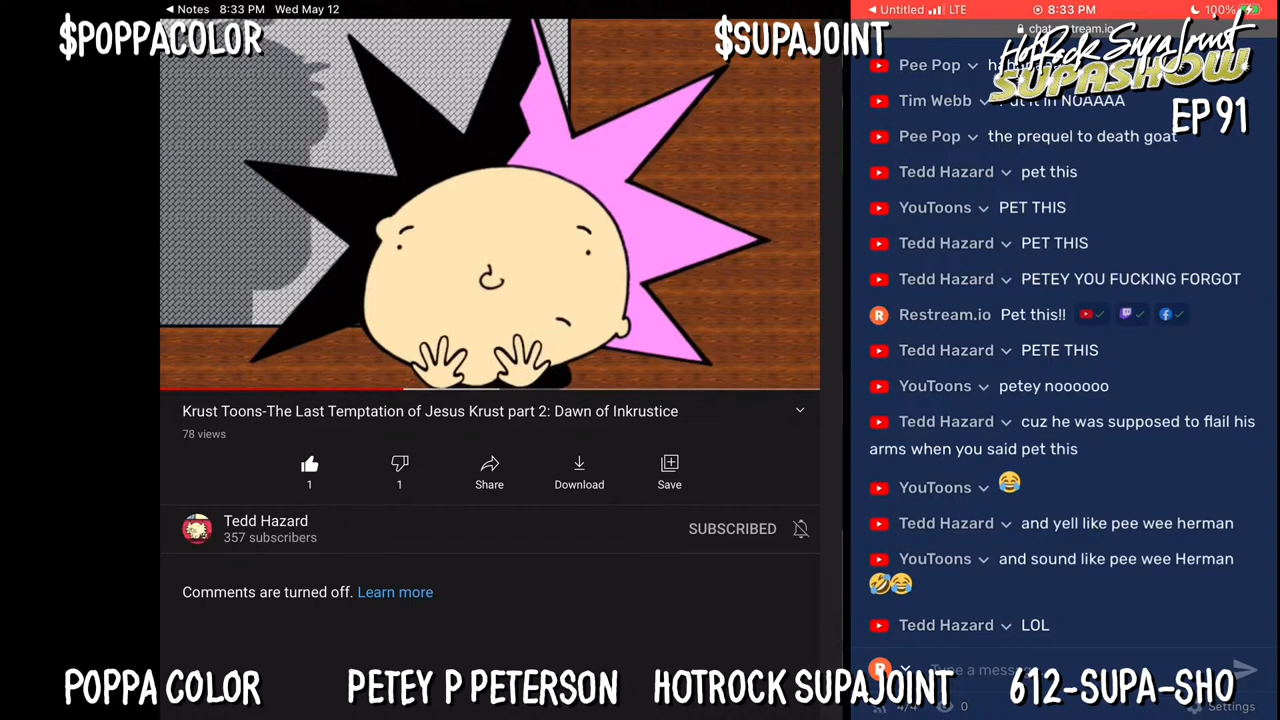 Notes 8:33 PM Wed May 12
$POPPACOLOR
$SUPAJOINT
Untitled LTE 8:33 PM 100%
HotRock SupaJoint
SUPASHOW
EP 91
Pee Pop
Tim Webb
Pee Pop the prequel to death goat
Tedd Hazard pet this
YouToons PET THIS
Tedd Hazard PET THIS
Tedd Hazard PETEY YOU FUCKING FORGOT
Restream.io Pet this!!
Tedd Hazard PETE THIS
YouToons petey noooooo
Tedd Hazard cuz he was supposed to flail his
arms when you said pet this
YouToons 😂
Tedd Hazard and yell like pee wee herman
YouToons and sound like pee wee Herman
🤣😂
Tedd Hazard LOL
Type a
4/4 0 Settings
Krust Toons-The Last Temptation of Jesus Krust part 2: Dawn of Inkrustice
78 views
1 1 Share Download Save
Tedd Hazard
357 subscribers
SUBSCRIBED
Comments are turned off. Learn more
POPPA COLOR PETEY P PETERSON HOTROCK SUPAJOINT 612-SUPA-SHO